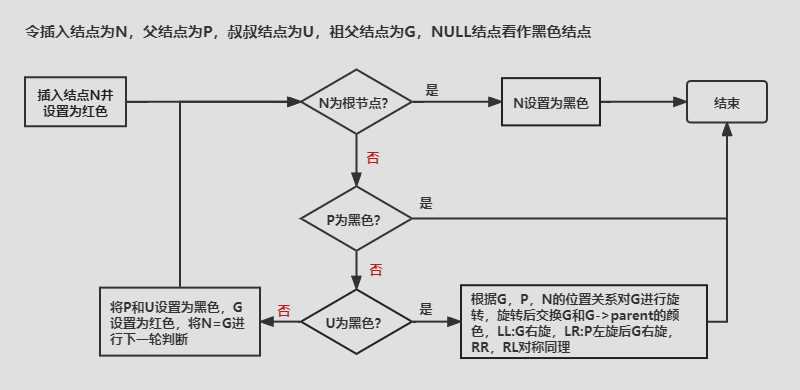 令插入结点为N，父结点为P，叔叔结点为U，祖父结点为G，NULL结点看作黑色结点
插入结点N并
设置为红色
N为根节点?
是
N设置为黑色
结束
否
P为黑色?
是
否
将P和U设置为黑色，G
设置为红色，将N=G进
行下一轮判断
否
U为黑色?
是
根据G，P，N的位置关系对G进行旋
转，旋转后交换G和G->parent的颜
色，LL:G右旋，LR:P左旋后G右旋，
RR，RL对称同理